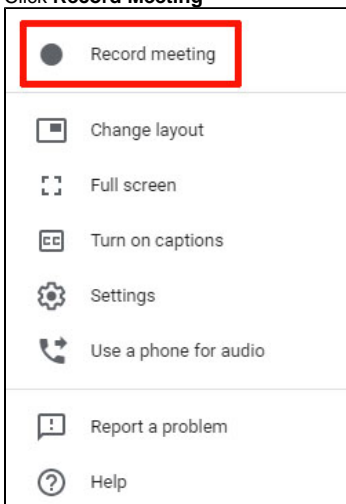 Click Record Meeting
Record meeting
Change layout
Full screen
CC
Turn on captions
Settings
Use a phone for audio
Report a problem
Help